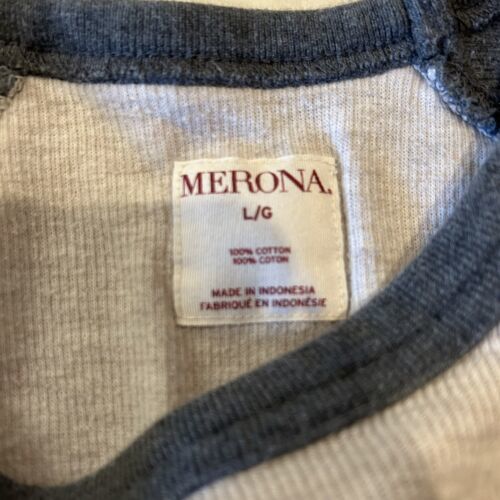 MERONA.
L/G
100% COTTON
100% COTON
MADE IN INDONESIA
FABRIQUÉ EN INDONÉSIE